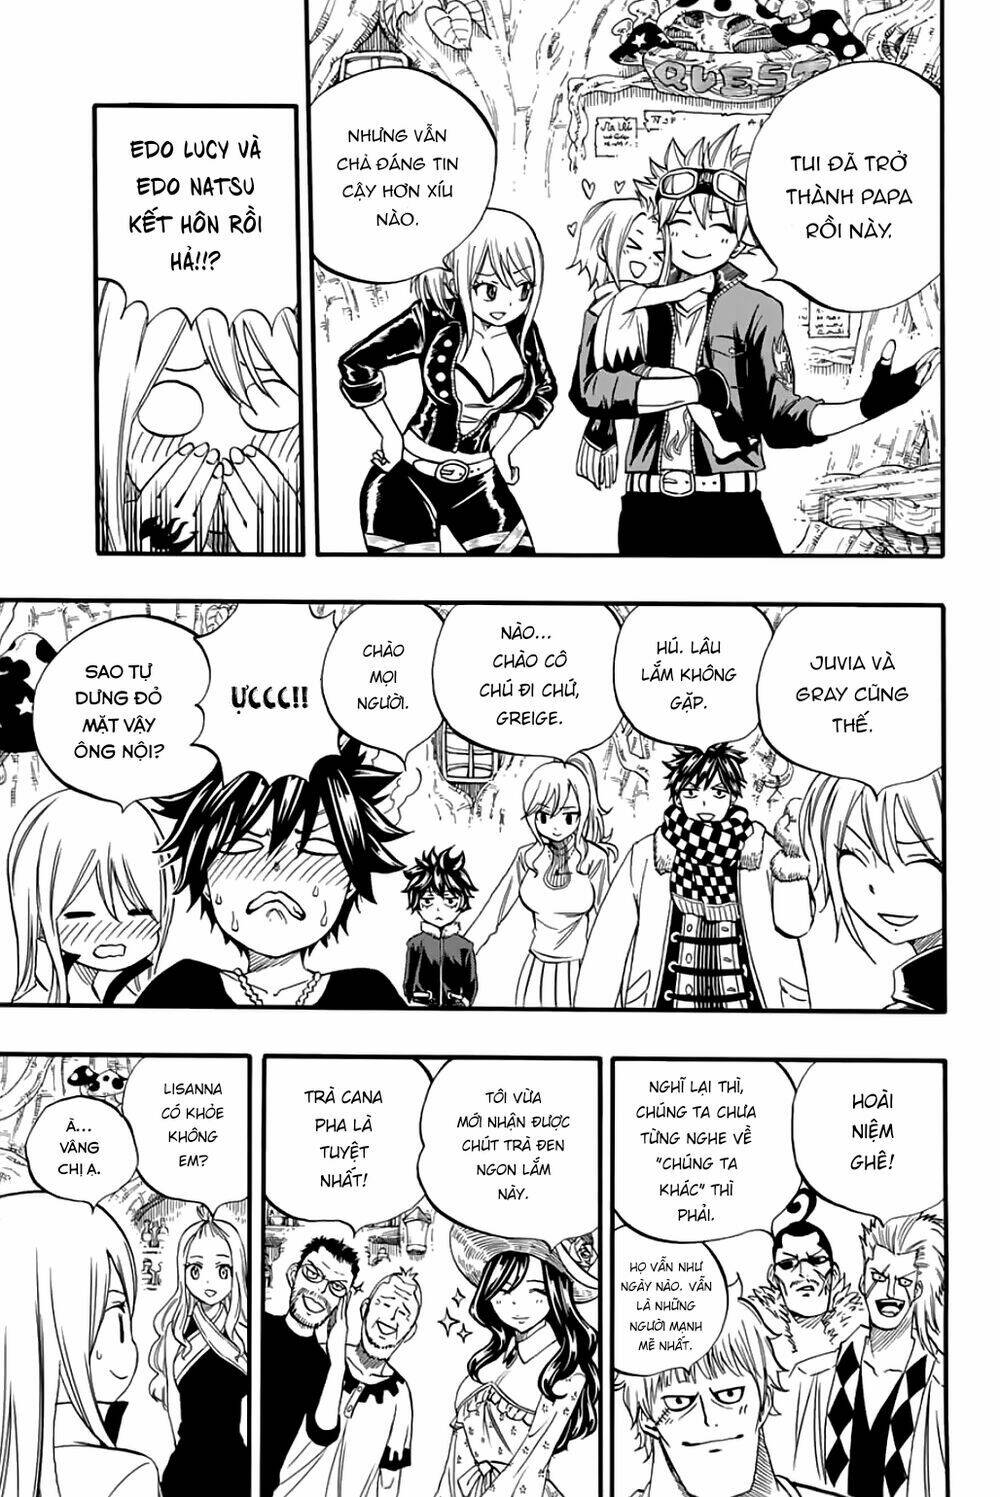 QUEST
TUI ĐÃ TRỞ
THÀNH PAPA
RỒI NÀY.
NHƯNG VẪN
CHẢ ĐÁNG TIN
CẬY HƠN XÍU
NÀO.
EDO LUCY VÀ
EDO NATSU
KẾT HÔN RỒI
HẢ!!?
JUVIA VÀ
GRAY CŨNG
THẾ.
HÚ. LÂU
LẮM KHÔNG
GẶP.
NÀO...
CHÀO CÔ
CHÚ ĐI CHỨ,
GREIGE.
CHÀO
MỌI
NGƯỜI.
ỰCCC!!
SAO TỰ
DƯNG ĐỎ
MẶT VẬY
ÔNG NỘI?
HOÀI
NIỆM
GHÊ!
NGHĨ LẠI THÌ,
CHÚNG TA CHƯA
TỪNG NGHE VỀ
"CHÚNG TA
KHÁC" THÌ
PHẢI.
HỌ VẪN NHƯ
NGÀY NÀO. VẪN
LÀ NHỮNG
NGƯỜI MẠNH
MẼ NHẤT.
TÔI VỪA
MỚI NHẬN ĐƯỢC
CHÚT TRÀ ĐEN
NGON LẮM
NÀY.
TRÀ CANA
PHA LÀ
TUYỆT
NHẤT!
LISANNA
CÓ KHỎE
KHÔNG
EM?
À...
VÂNG
CHỊ Ạ.